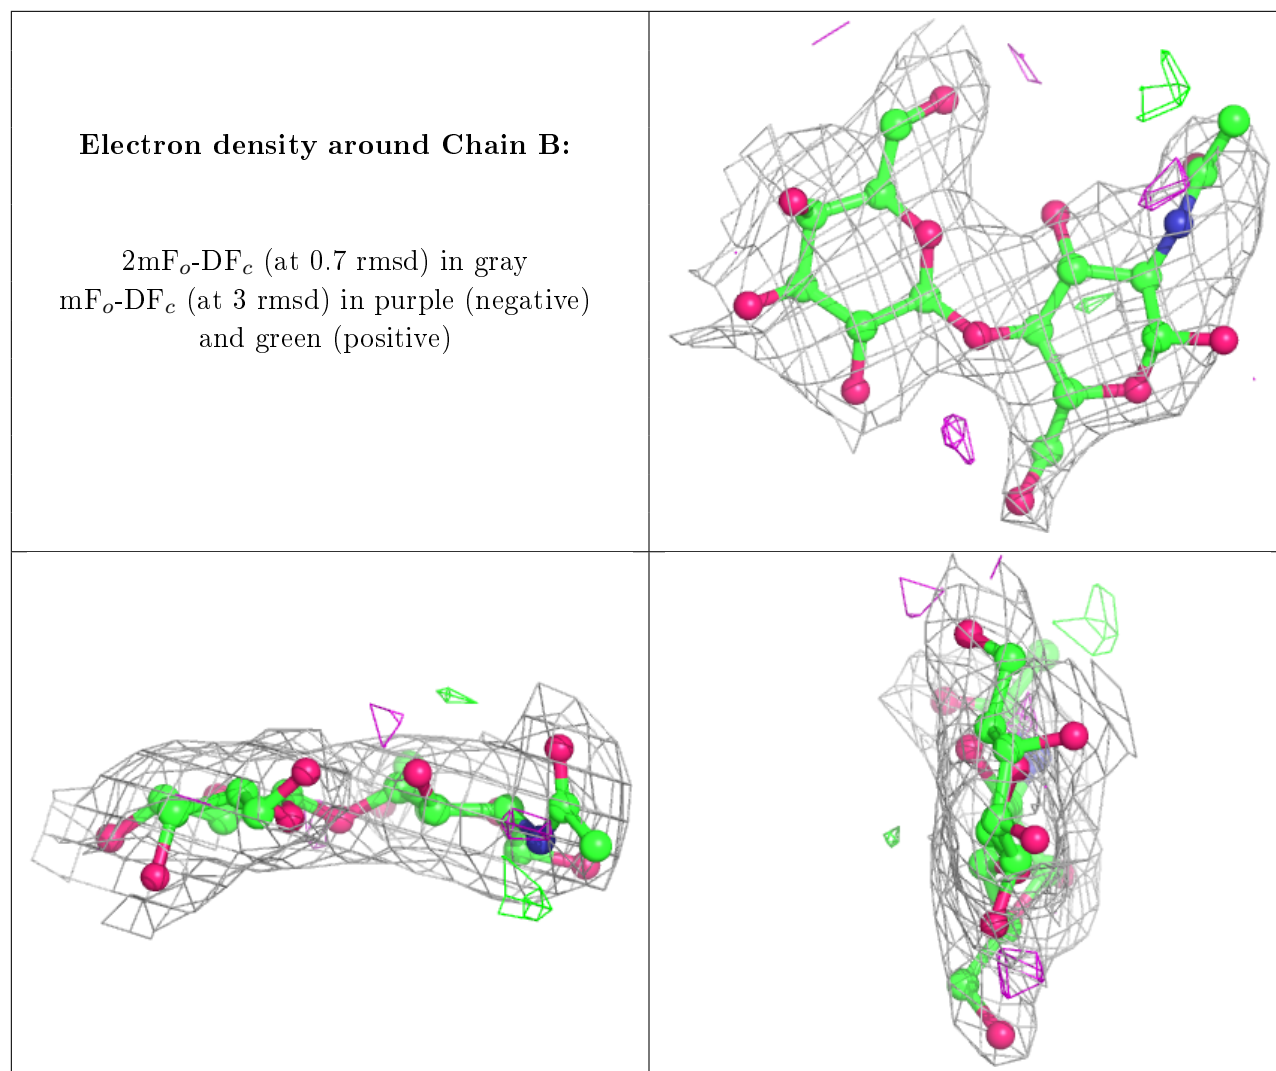 Electron density around Chain B:
2mF$_o$-DF$_c$ (at 0.7 rmsd) in gray
mF$_o$-DF$_c$ (at 3 rmsd) in purple (negative)
and green (positive)